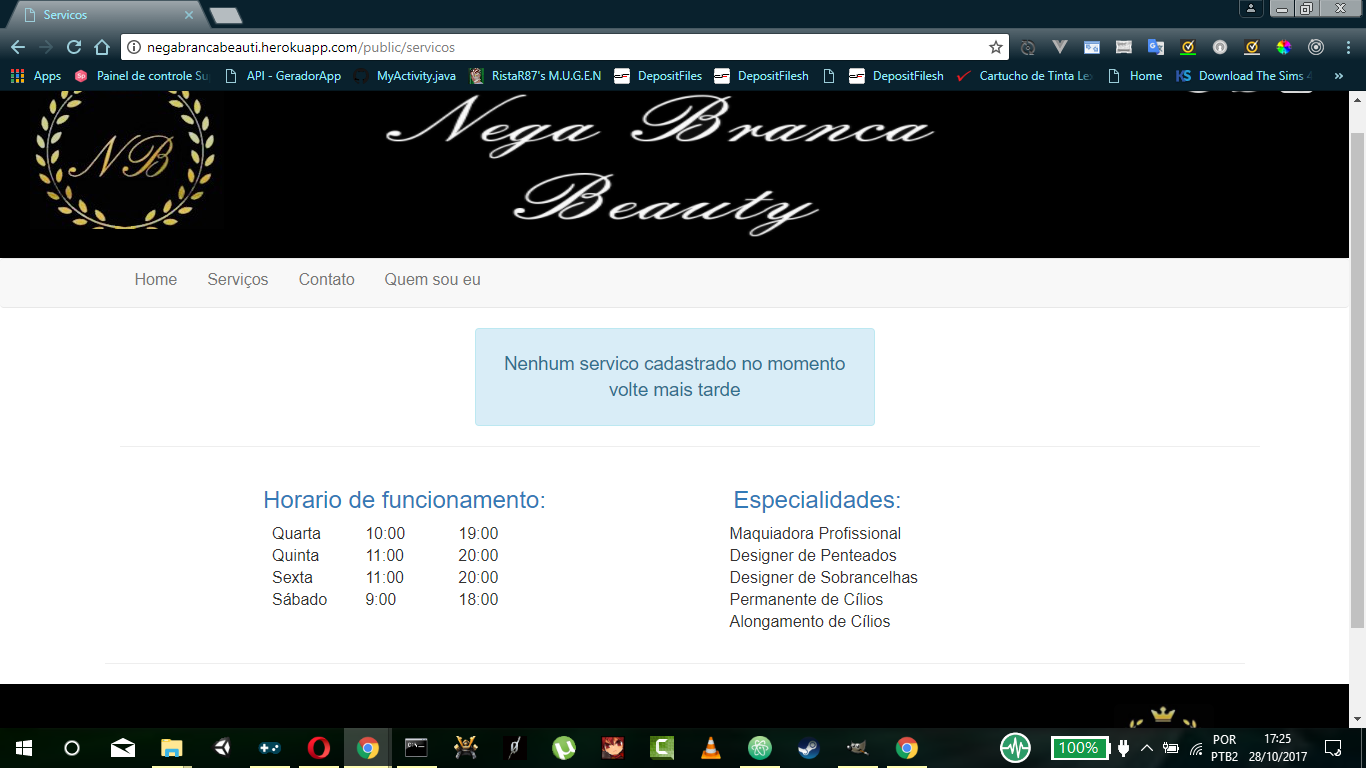 Servicos
negabrancabeauti.herokuapp.com/public/servicos
Apps Painel de controle Su API - GeradorApp MyActivity.java RistaR87's M.U.G.E.N DepositFiles DepositFilesh DepositFilesh Cartucho de Tinta Lex Home Download The Sims 4 »
NB
Nega Branca
Beauty
Home Serviços Contato Quem sou eu
Nenhum servico cadastrado no momento
volte mais tarde
Horario de funcionamento: Especialidades:
Quarta 10:00 19:00 Maquiadora Profissional
Quinta 11:00 20:00 Designer de Penteados
Sexta 11:00 20:00 Designer de Sobrancelhas
Sábado 9:00 18:00 Permanente de Cílios
Alongamento de Cílios
100% POR 17:25
PTB2 28/10/2017